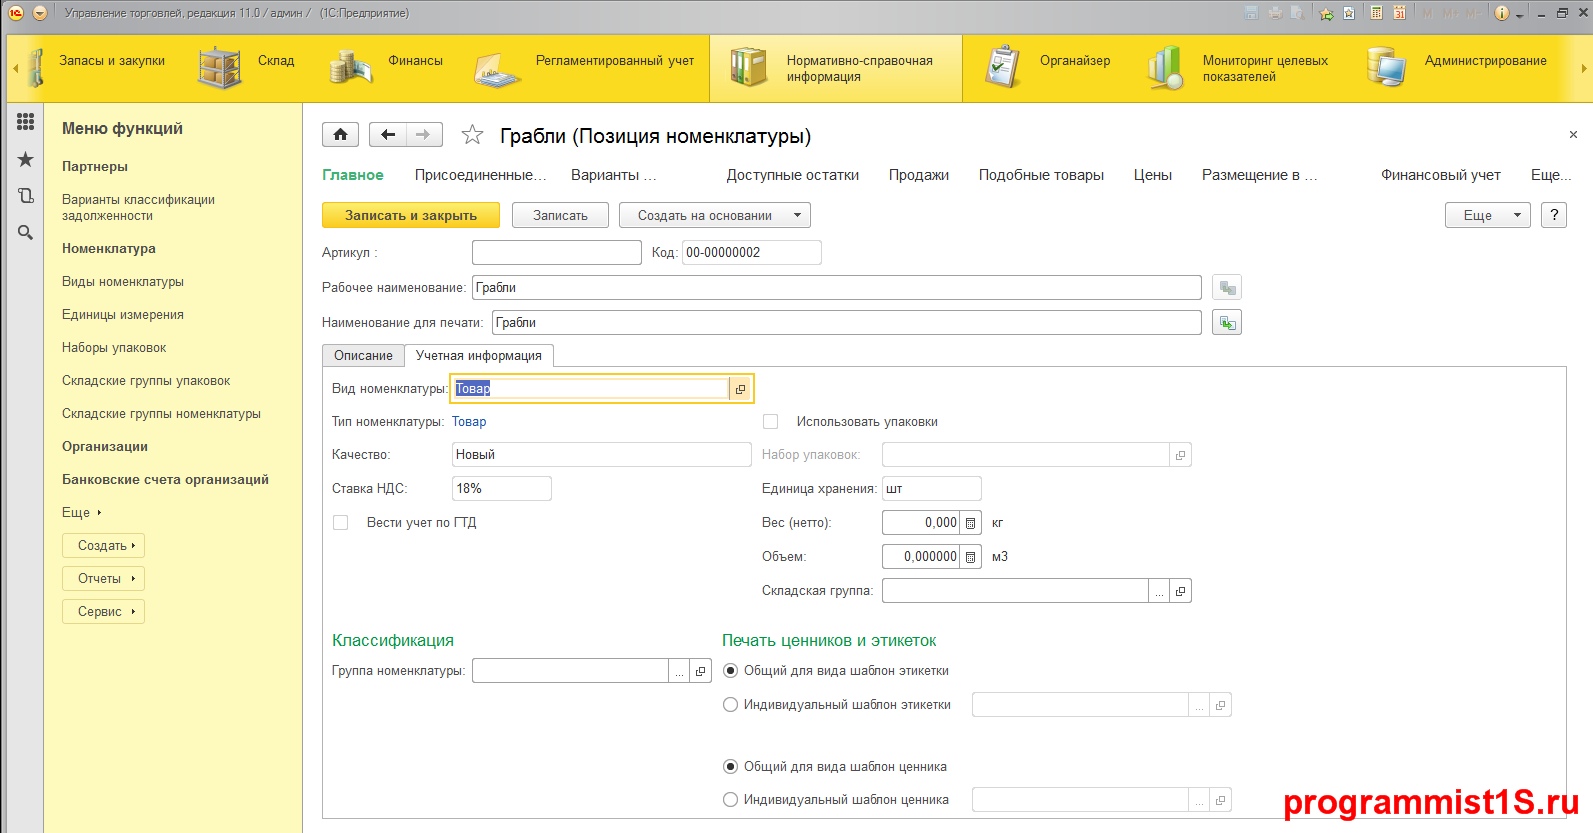 Управление торговлей, редакция 11.0 / админ / (1С:Предприятие)
M M+ M-
Запасы и закупки
Склад
Финансы
Регламентированный учет
Нормативно-справочная
информация
Органайзер
Мониторинг целевых
показателей
Администрирование
Меню функций
Партнеры
Варианты классификации
задолженности
Номенклатура
Виды номенклатуры
Единицы измерения
Наборы упаковок
Складские группы упаковок
Складские группы номенклатуры
Организации
Банковские счета организаций
Еще
Создать
Отчеты
Сервис
Грабли (Позиция номенклатуры)
Главное Присоединенные... Варианты ... Доступные остатки Продажи Подобные товары Цены Размещение в ... Финансовый учет Еще...
Записать и закрыть Записать Создать на основании Еще ?
Артикул : Код: 00-00000002
Рабочее наименование: Грабли
Наименование для печати: Грабли
Описание Учетная информация
Вид номенклатуры: Товар
Тип номенклатуры: Товар Использовать упаковки
Качество: Новый Набор упаковок:
Ставка НДС: 18% Единица хранения: шт
Вести учет по ГТД Вес (нетто): 0,000 кг
Объем: 0,000000 м3
Складская группа: ...
Классификация Печать ценников и этикеток
Группа номенклатуры: ... Общий для вида шаблон этикетки
Индивидуальный шаблон этикетки ...
Общий для вида шаблон ценника
Индивидуальный шаблон ценника ...
programmist1S.ru